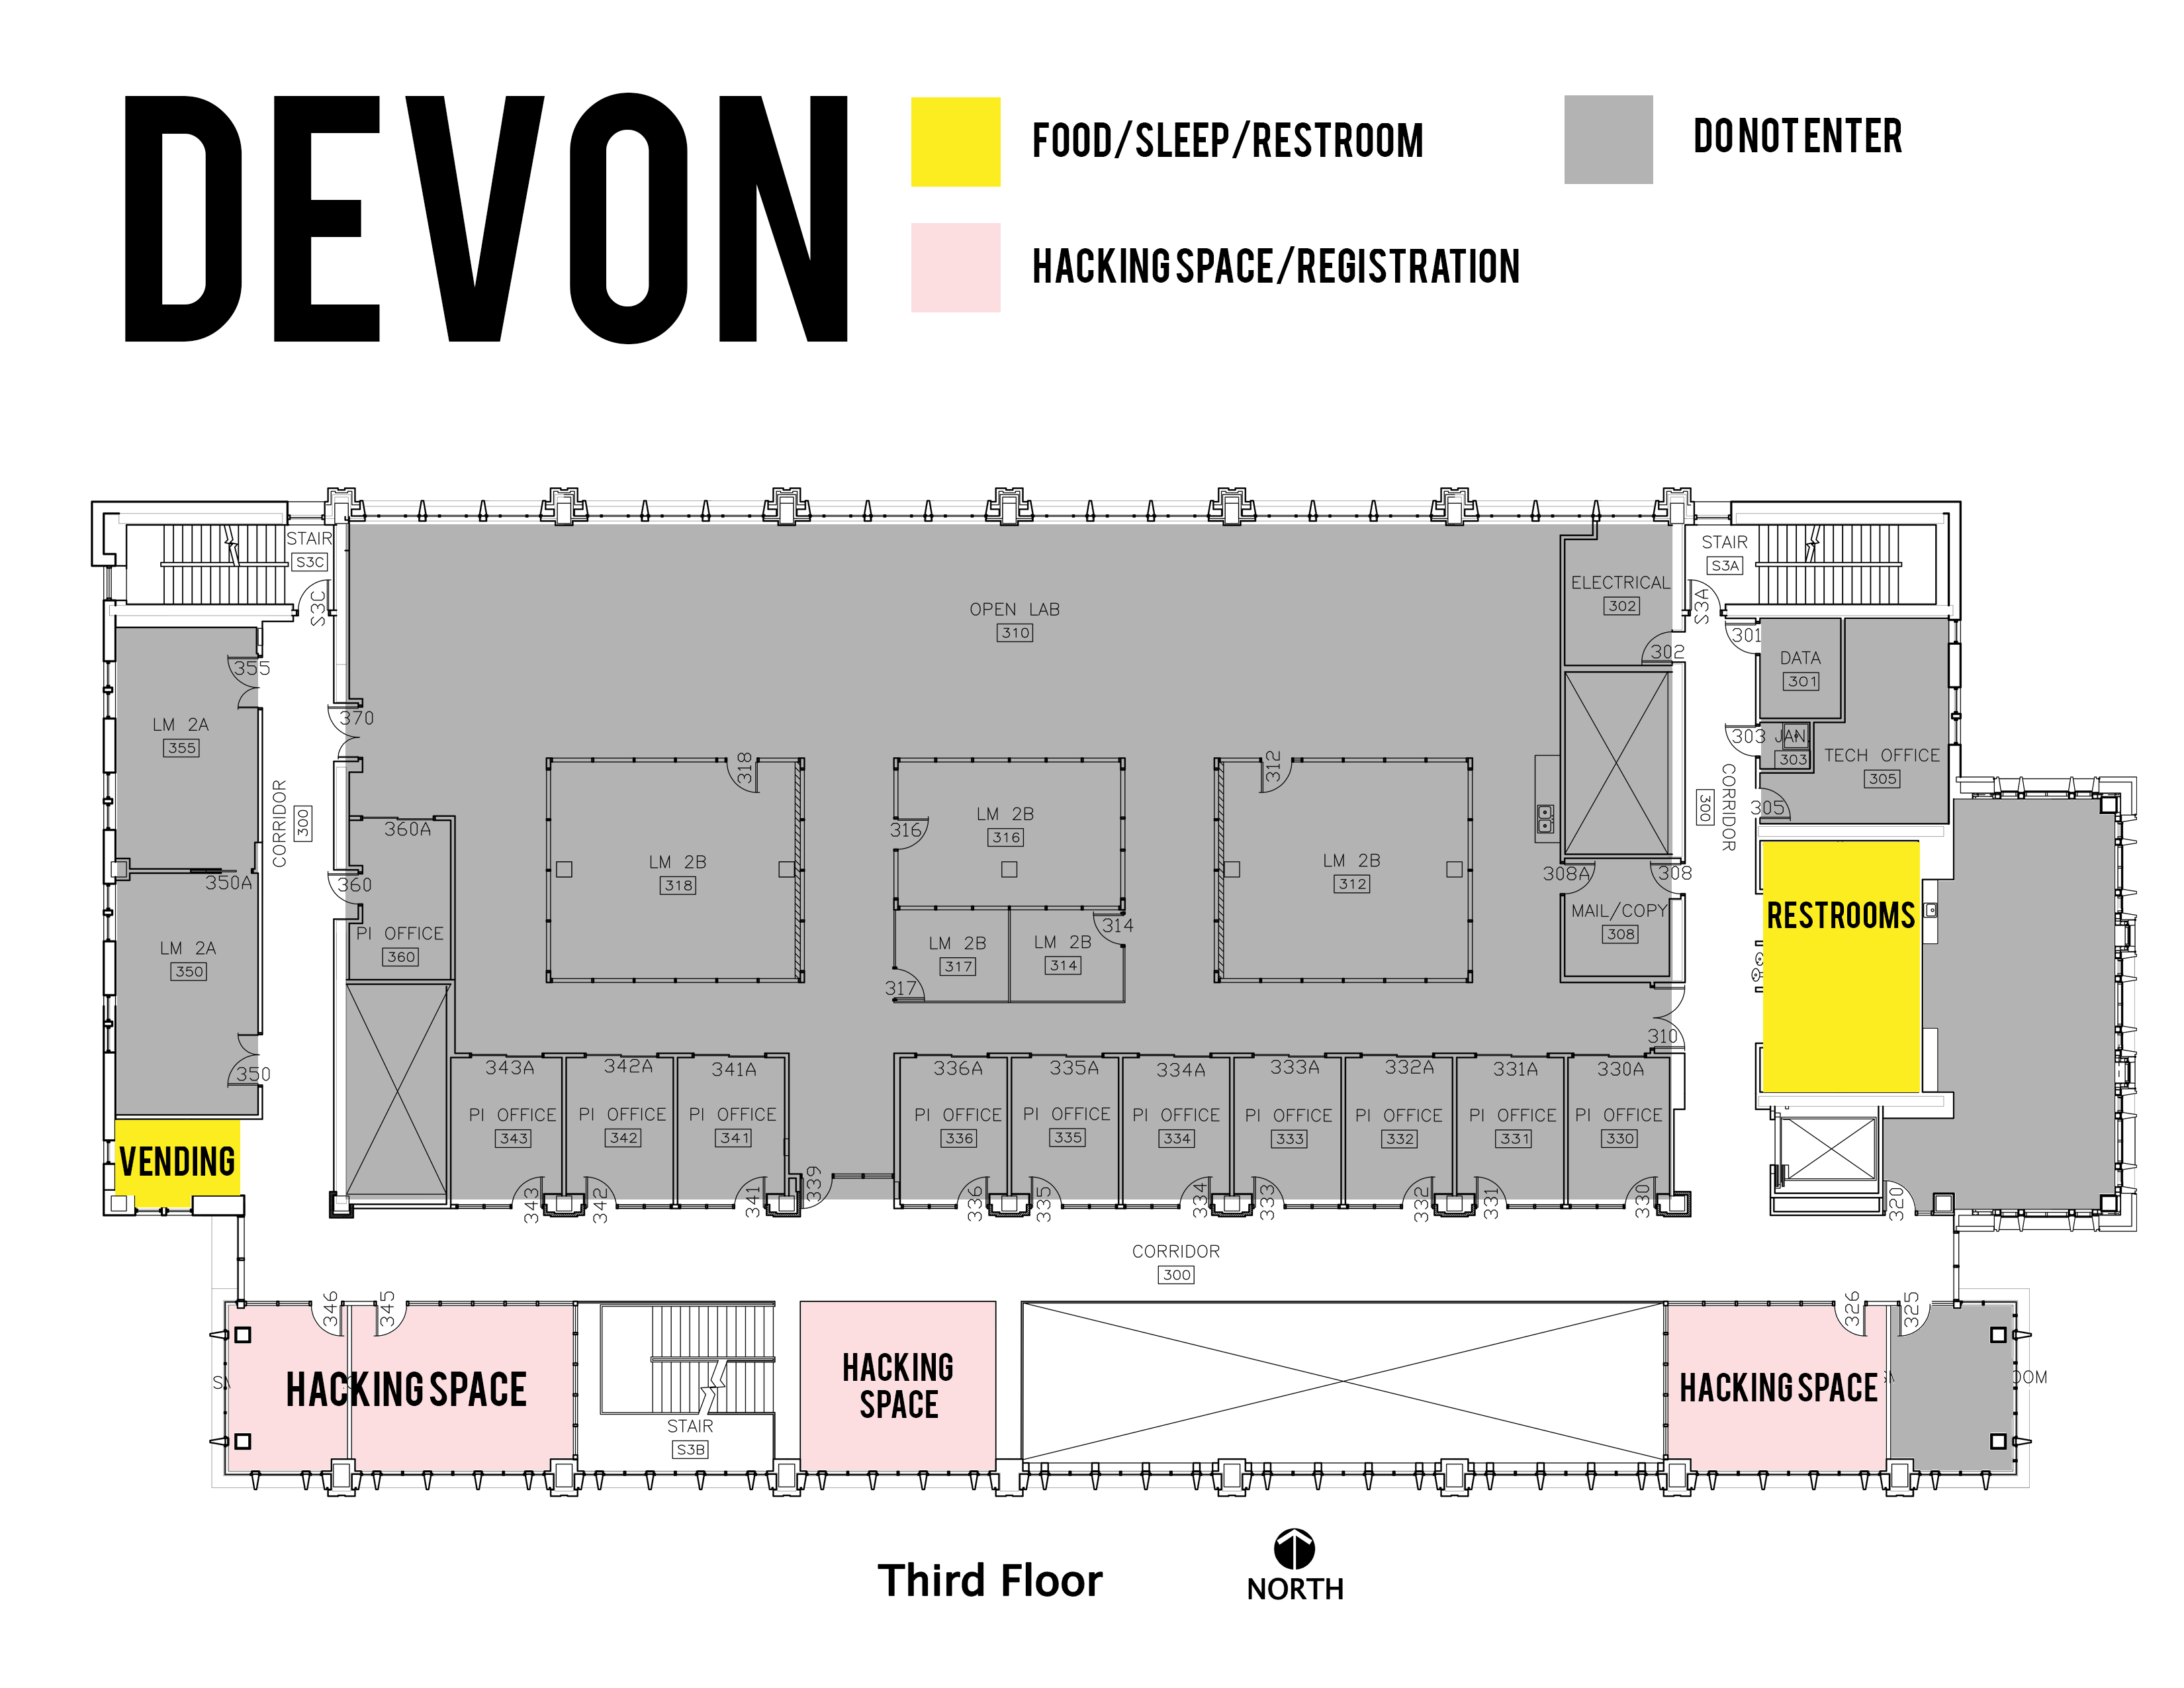 DEVON
FOOD/SLEEP/RESTROOM
DO NOT ENTER
HACKING SPACE/REGISTRATION
STAIR
S3C
S3C
STAIR
S3A
S3A
OPEN LAB
310
ELECTRICAL
302
302
301
DATA
301
303
JAN.
303
TECH OFFICE
305
305
355
LM 2A
355
370
CORRIDOR
300
CORRIDOR
300
318
312
360A
316
LM 2B
316
LM 2B
318
LM 2B
312
350A
360
308A
308
MAIL/COPY
308
RESTROOMS
PI OFFICE
360
LM 2A
350
LM 2B
317
LM 2B
314
314
317
310
350
343A
342A
341A
336A
335A
334A
333A
332A
331A
330A
PI OFFICE
343
PI OFFICE
342
PI OFFICE
341
PI OFFICE
336
PI OFFICE
335
PI OFFICE
334
PI OFFICE
333
PI OFFICE
332
PI OFFICE
331
PI OFFICE
330
VENDING
343
342
341
339
336
335
334
333
332
331
330
320
CORRIDOR
300
346
345
326
325
HACKING SPACE
HACKING
SPACE
HACKING SPACE
STAIR
S3B
Third Floor
NORTH